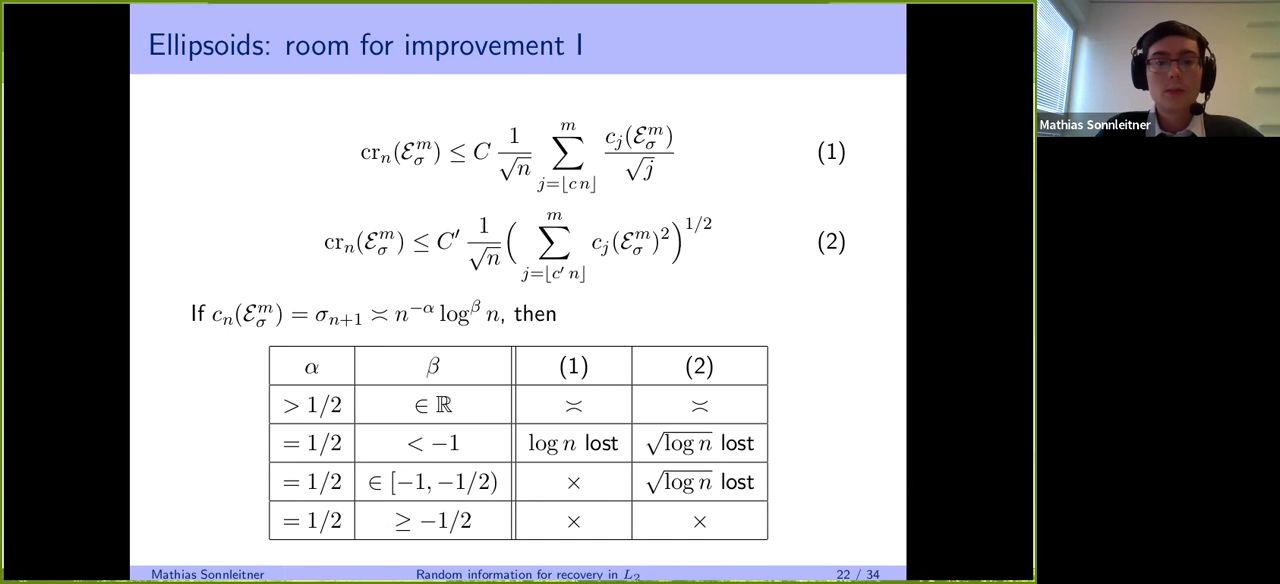 Ellipsoids: room for improvement I
cr_n(ℰ_σ^m) ≤ C 1/√n ∑_{j=⌊c n⌋}^m c_j(ℰ_σ^m)/√j (1)
cr_n(ℰ_σ^m) ≤ C′ 1/√n (∑_{j=⌊c′ n⌋}^m c_j(ℰ_σ^m)^2)^{1/2} (2)
If c_n(ℰ_σ^m) = σ_{n+1} ≍ n^{−α} log^β n, then
α β (1) (2)
> 1/2 ∈ ℝ ≍ ≍
= 1/2 < −1 log n lost √log n lost
= 1/2 ∈ [−1, −1/2) × √log n lost
= 1/2 ≥ −1/2 × ×
Mathias Sonnleitner Random information for recovery in L_2 22 / 34
Mathias Sonnleitner